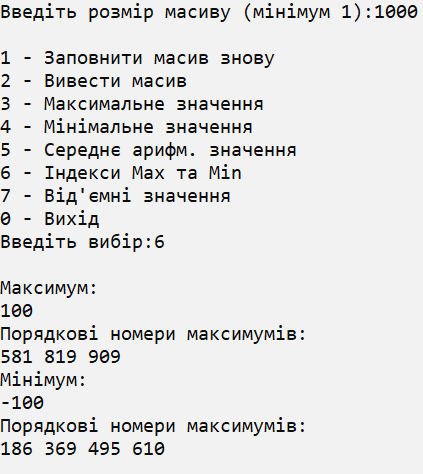 Введіть розмір масиву (мінімум 1):1000
1 - Заповнити масив знову
2 - Вивести масив
3 - Максимальне значення
4 - Мінімальне значення
5 - Середнє арифм. значення
6 - Індекси Max та Min
7 - Від'ємні значення
0 - Вихід
Введіть вибір:6
Максимум:
100
Порядкові номери максимумів:
581 819 909
Мінімум:
-100
Порядкові номери максимумів:
186 369 495 610